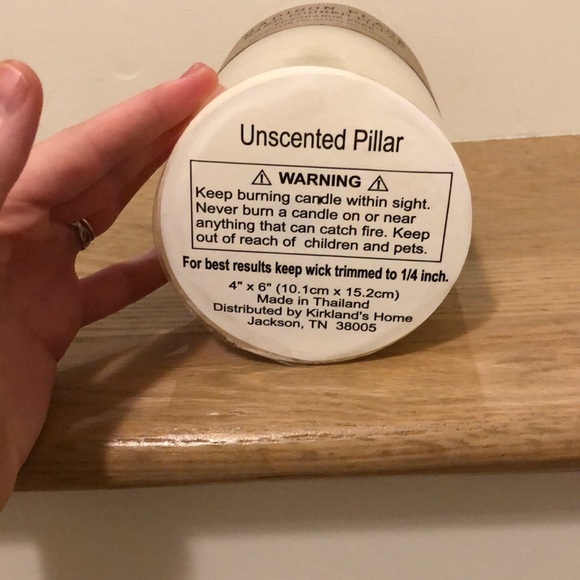 Unscented Pillar
⚠ WARNING ⚠
Keep burning candle within sight.
Never burn a candle on or near
anything that can catch fire. Keep
out of reach of children and pets.
For best results keep wick trimmed to 1/4 inch.
4" x 6" (10.1cm x 15.2cm)
Made in Thailand
Distributed by Kirkland's Home
Jackson, TN 38005